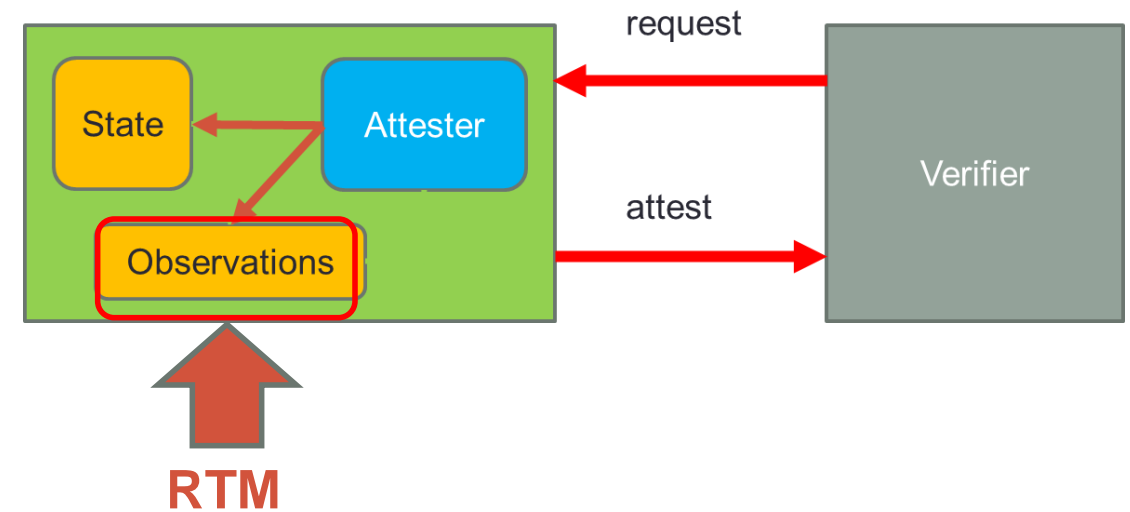 request
State
Attester
Verifier
attest
Observations
RTM